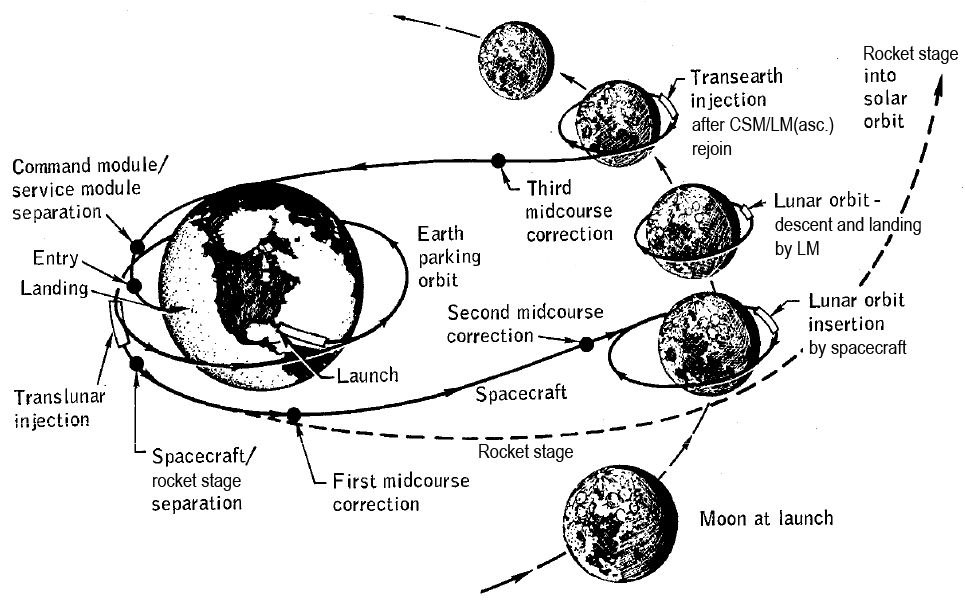 Rocket stage
into
solar
orbit
Transearth
injection
after CSM/LM(asc.)
rejoin
Command module/
service module
separation
Third
midcourse
correction
Lunar orbit -
descent and landing
by LM
Entry
Landing
Earth
parking
orbit
Second midcourse
correction
Lunar orbit
insertion
by spacecraft
Launch
Translunar
injection
Spacecraft
Spacecraft/
rocket stage
separation
Rocket stage
First midcourse
correction
Moon at launch